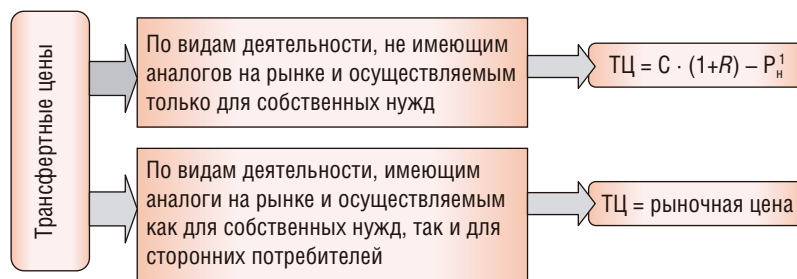 Трансфертные цены
По видам деятельности, не имеющим
аналогов на рынке и осуществляемым
только для собственных нужд
ТЦ = С · (1+R) – Р¹н
По видам деятельности, имеющим
аналоги на рынке и осуществляемым
как для собственных нужд, так и для
сторонних потребителей
ТЦ = рыночная цена